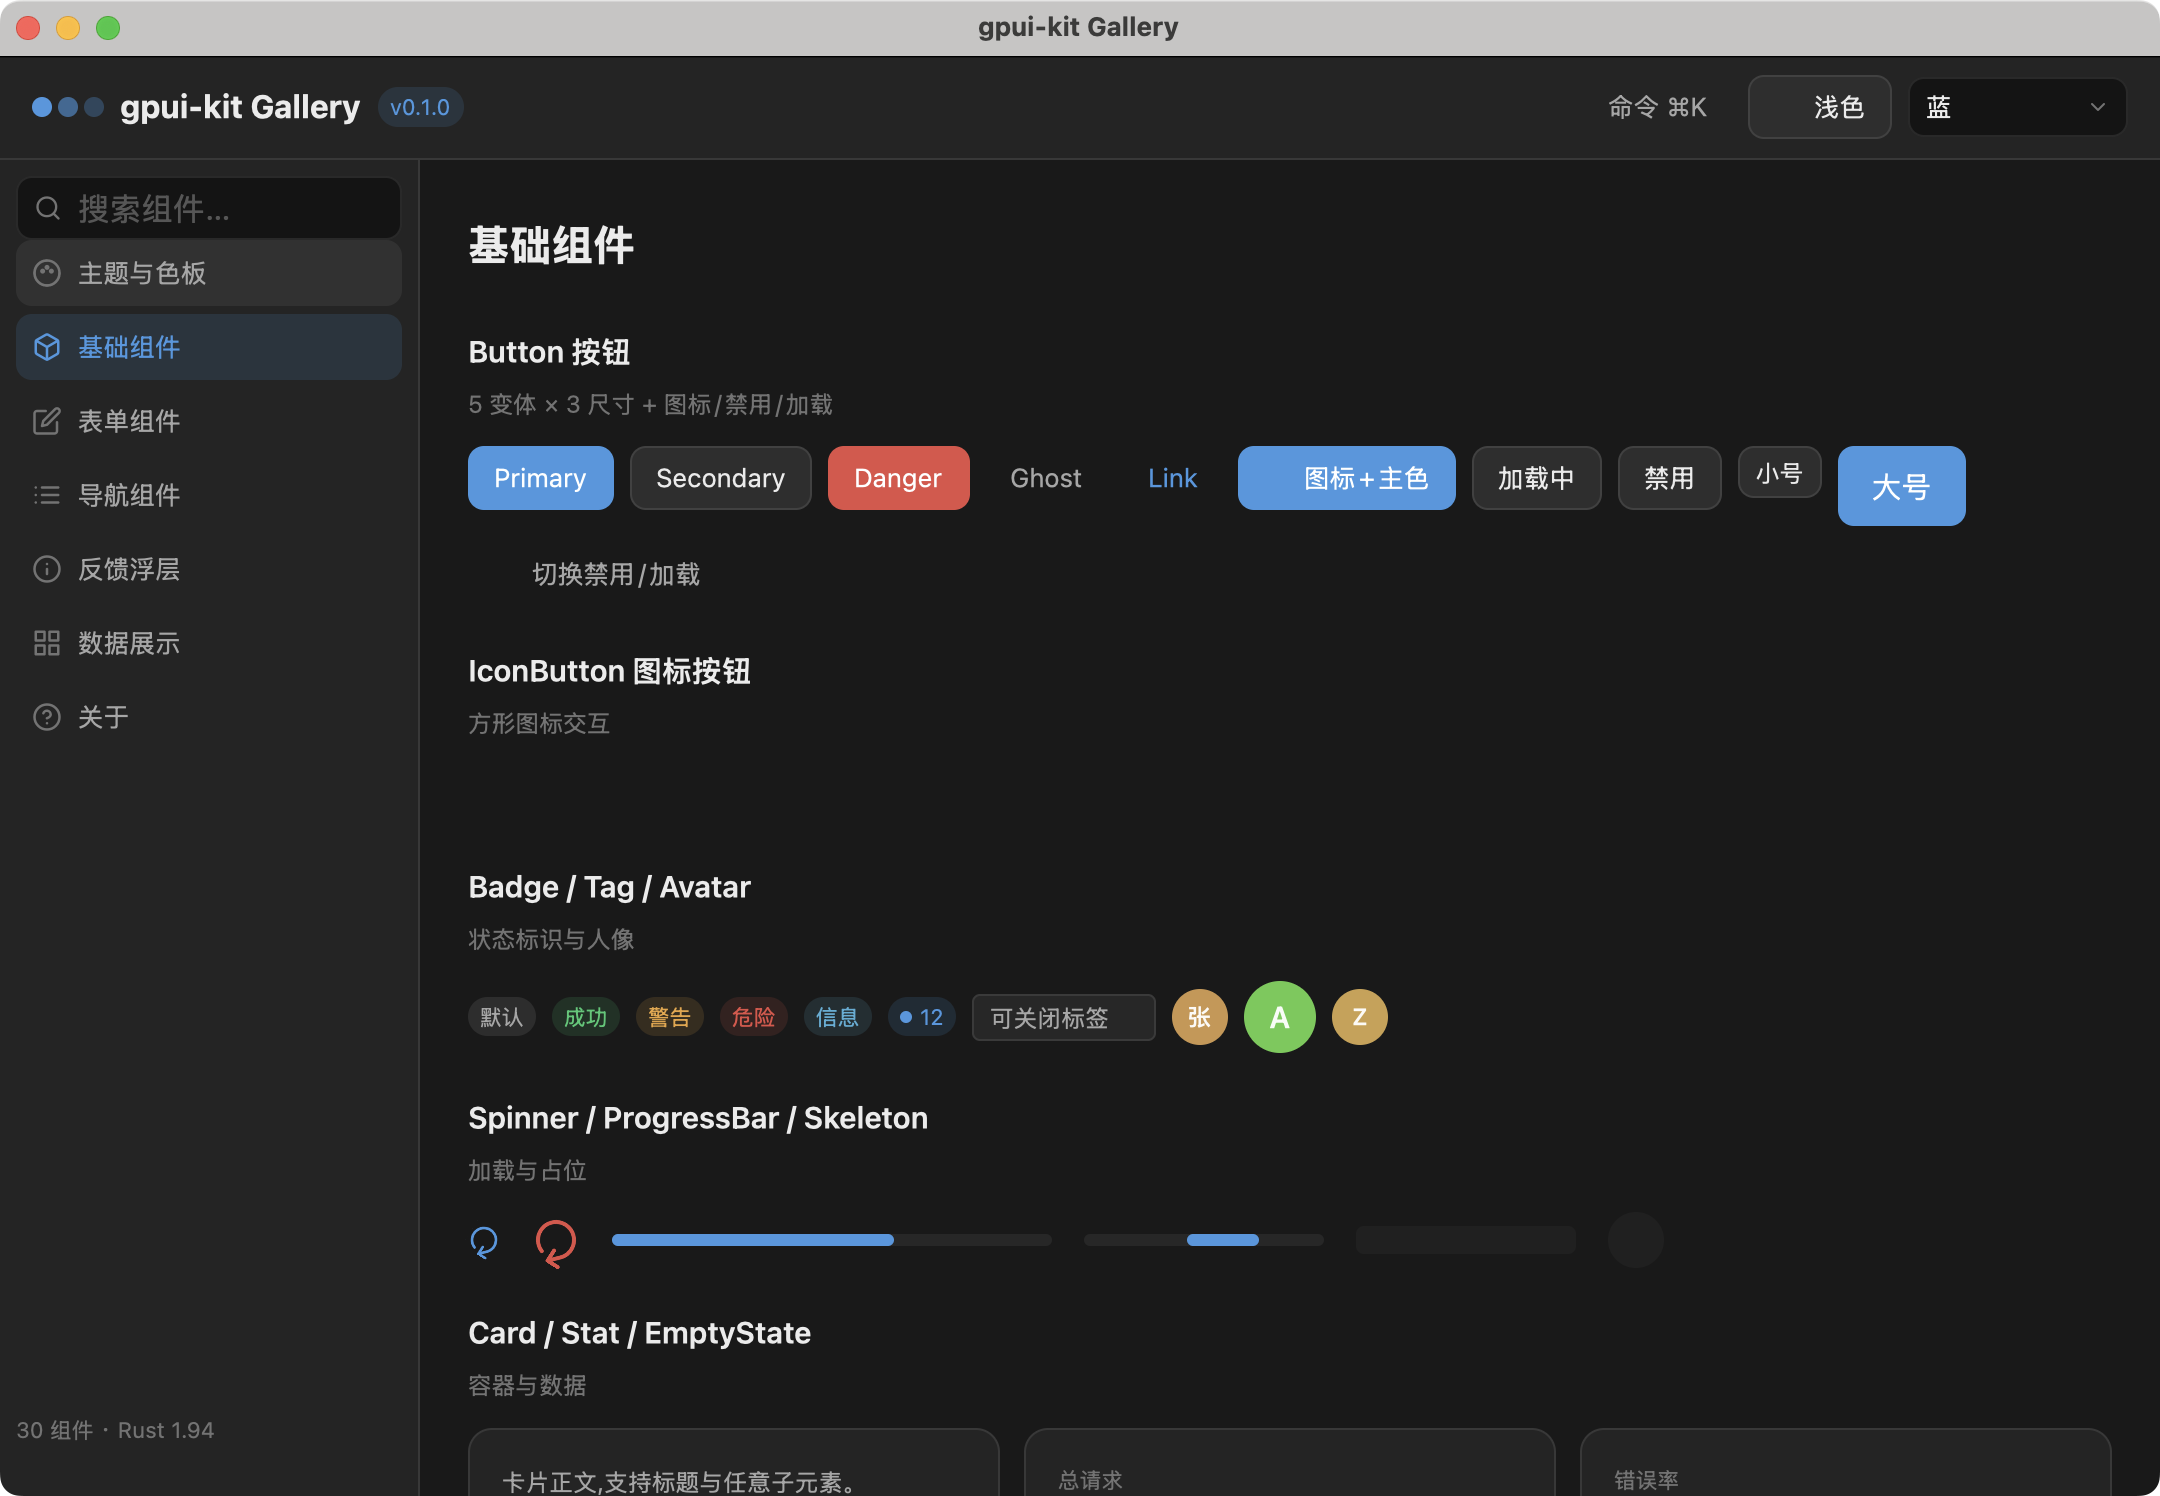 gpui-kit Gallery
gpui-kit Gallery v0.1.0 命令 ⌘K 浅色 蓝
搜索组件...
主题与色板
基础组件
表单组件
导航组件
反馈浮层
数据展示
关于
30 组件 · Rust 1.94
基础组件
Button 按钮
5 变体 × 3 尺寸 + 图标/禁用/加载
Primary Secondary Danger Ghost Link 图标+主色 加载中 禁用 小号 大号
切换禁用/加载
IconButton 图标按钮
方形图标交互
Badge / Tag / Avatar
状态标识与人像
默认 成功 警告 危险 信息 12 可关闭标签 张 A Z
Spinner / ProgressBar / Skeleton
加载与占位
Card / Stat / EmptyState
容器与数据
卡片正文,支持标题与任意子元素。 总请求 错误率